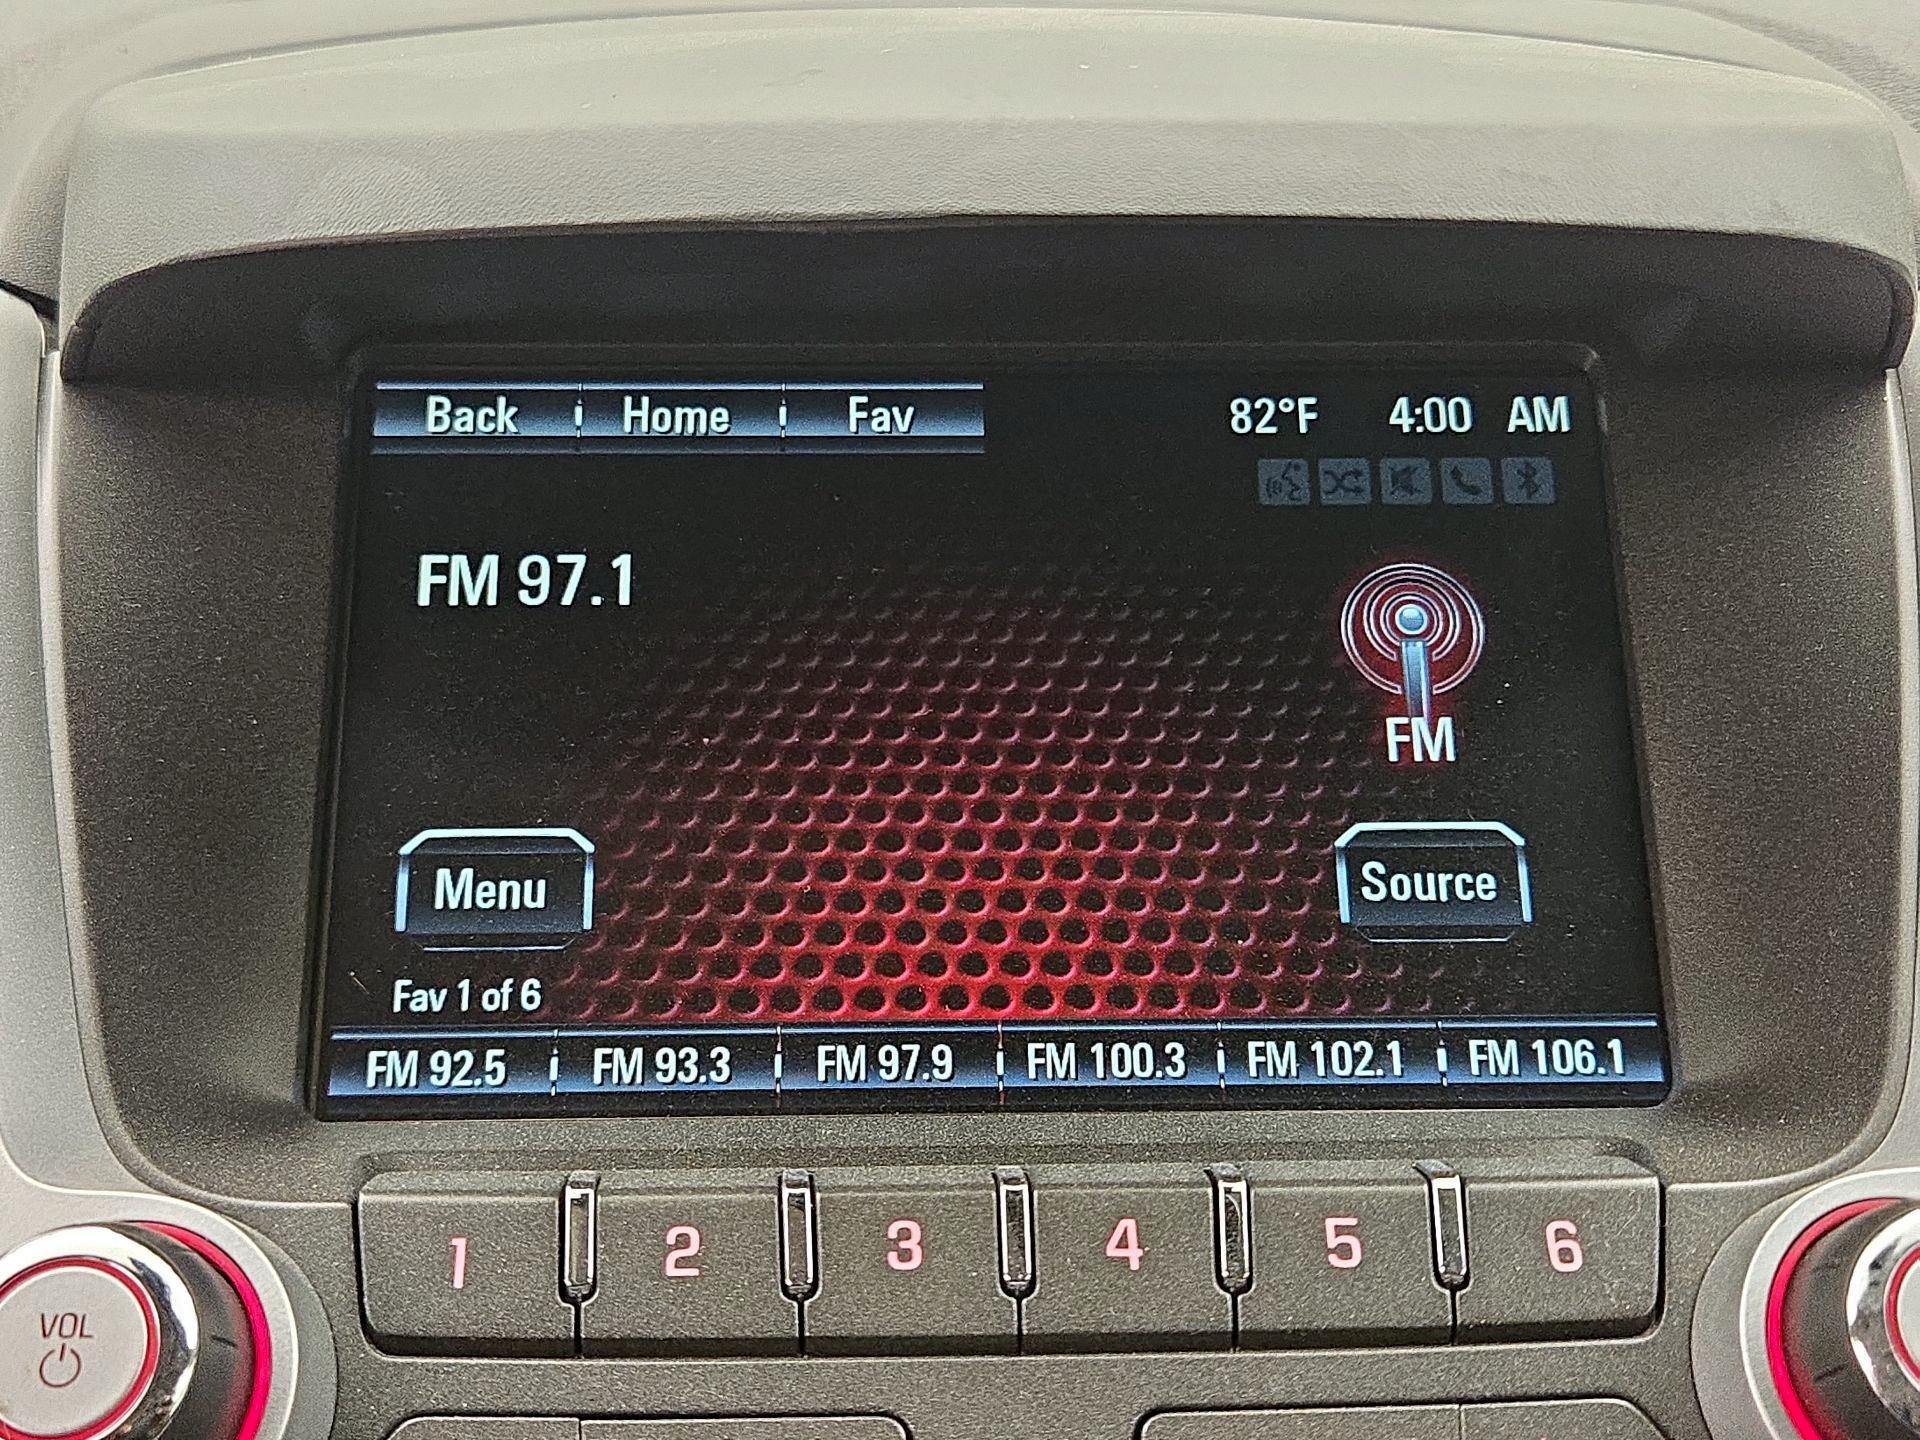 Back Home Fav 82°F 4:00 AM
FM 97.1
FM
Menu Source
Fav 1 of 6
FM 92.5 FM 93.3 FM 97.9 FM 100.3 FM 102.1 FM 106.1
1 2 3 4 5 6
VOL